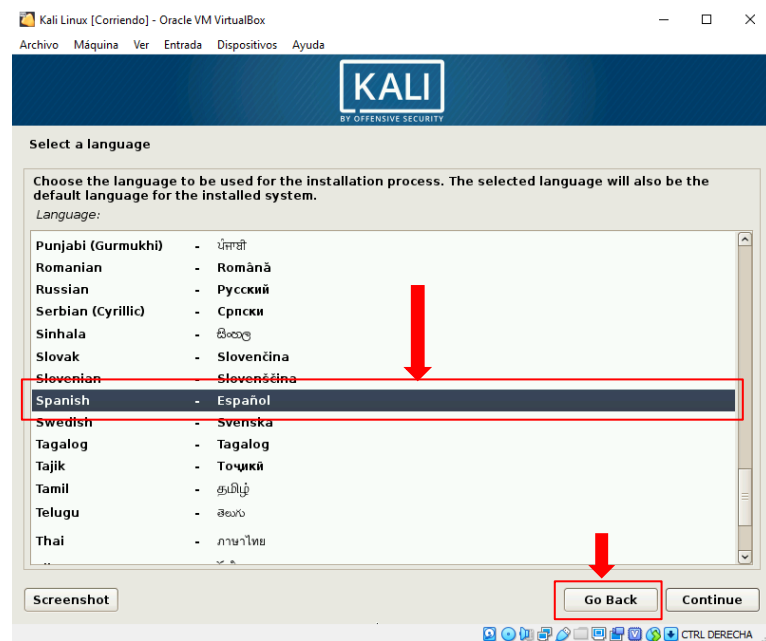 Kali Linux [Corriendo] - Oracle VM VirtualBox
Archivo Máquina Ver Entrada Dispositivos Ayuda
KALI
BY OFFENSIVE SECURITY
Select a language
Choose the language to be used for the installation process. The selected language will also be the
default language for the installed system.
Language:
Punjabi (Gurmukhi) - ਪੰਜਾਬੀ
Romanian - Română
Russian - Русский
Serbian (Cyrillic) - Српски
Sinhala - සිංහල
Slovak - Slovenčina
Slovenian - Slovenščina
Spanish - Español
Swedish - Svenska
Tagalog - Tagalog
Tajik - Тоҷикӣ
Tamil - தமிழ்
Telugu - తెలుగు
Thai - ภาษาไทย
Screenshot Go Back Continue
CTRL DERECHA